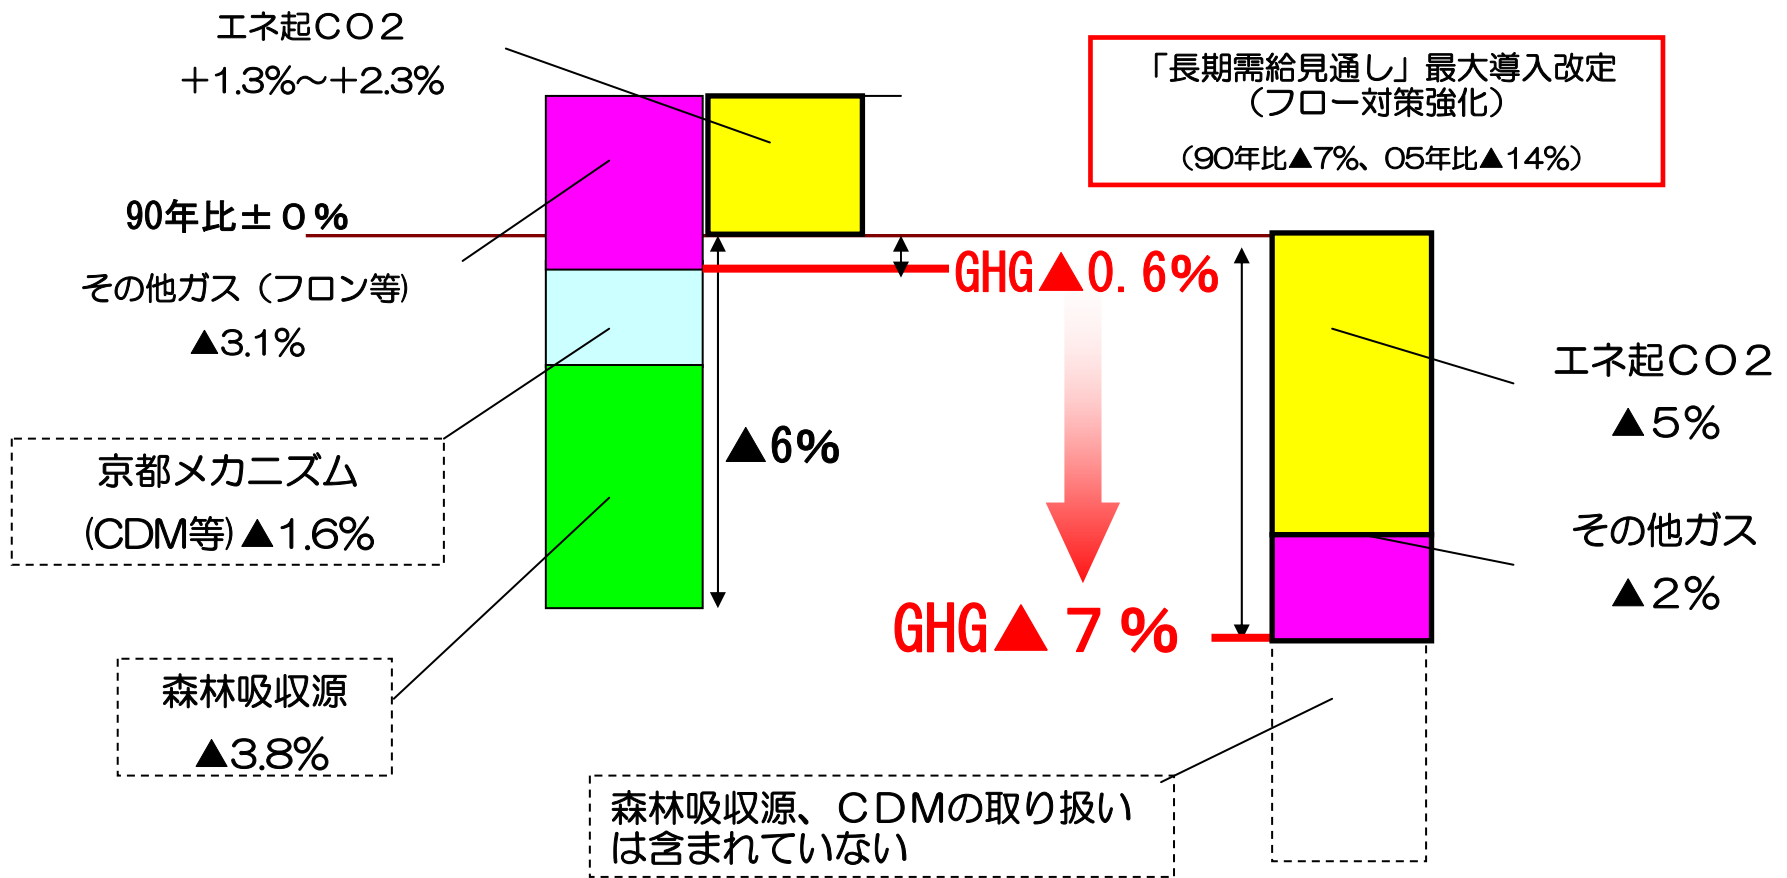 エネ起ＣＯ２
＋1.3%～＋2.3%
「長期需給見通し」最大導入改定
（フロー対策強化）
（90年比▲7%、05年比▲14%）
90年比±０％
その他ガス（フロン等)
▲3.1%
GHG▲0.6％
京都メカニズム
(CDM等)▲1.6%
▲6％
エネ起ＣＯ２
▲5%
その他ガス
▲２%
GHG▲７％
森林吸収源
▲3.8%
森林吸収源、ＣＤＭの取り扱い
は含まれていない